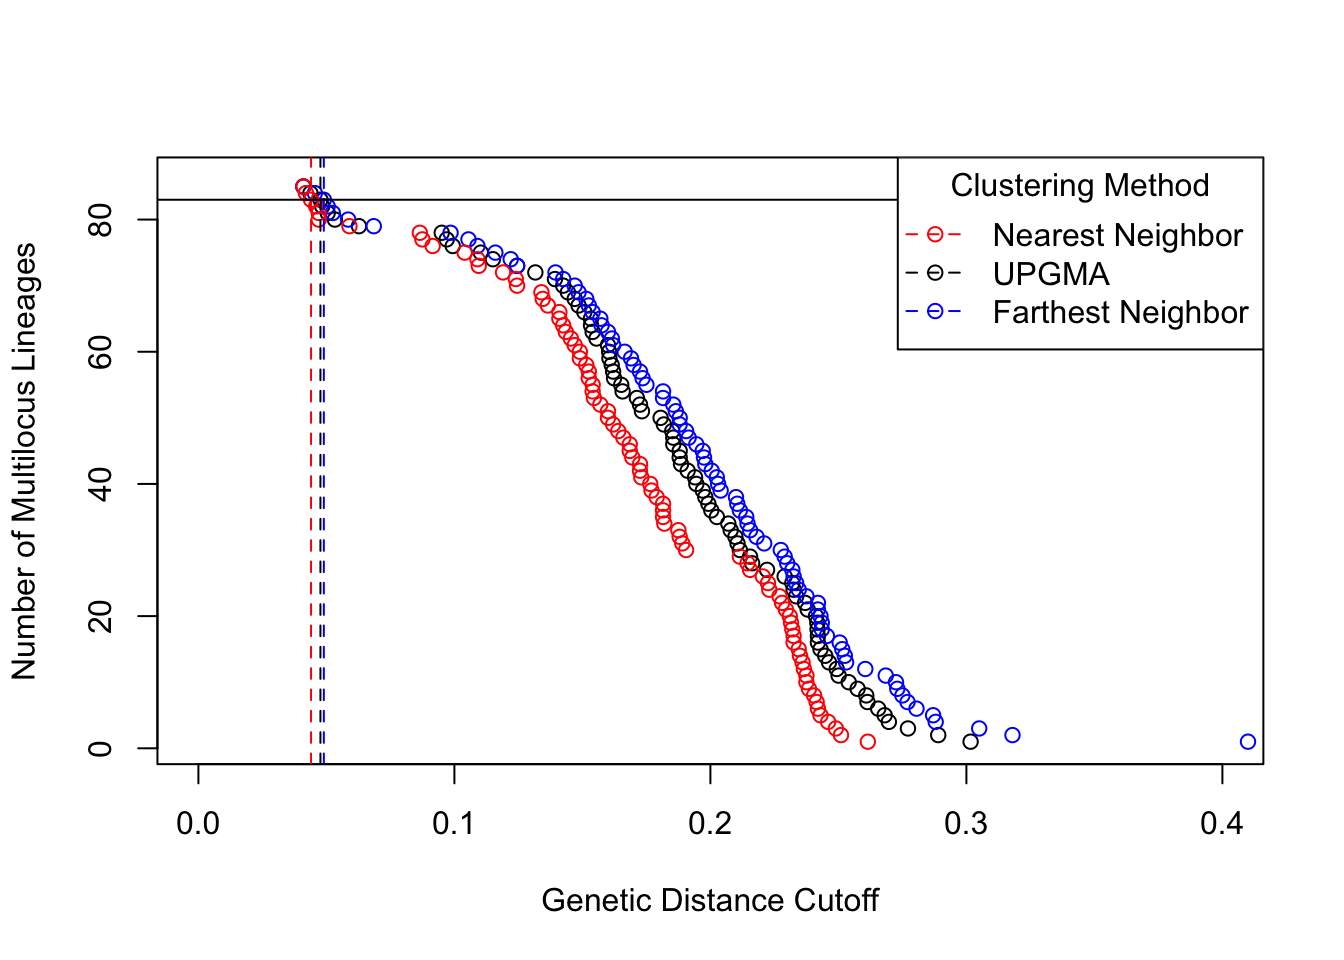 Clustering Method
Nearest Neighbor
UPGMA
Farthest Neighbor
Number of Multilocus Lineages
80
60
40
20
0
0.0 0.1 0.2 0.3 0.4
Genetic Distance Cutoff